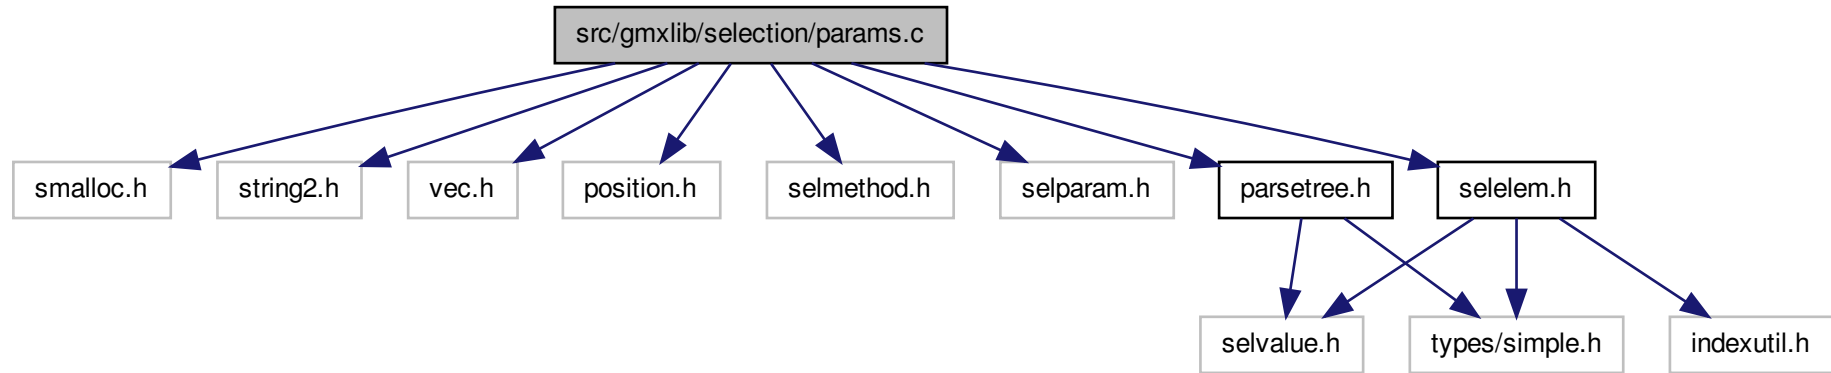 src/gmxlib/selection/params.c
smalloc.h
string2.h
vec.h
position.h
selmethod.h
selparam.h
parsetree.h
selelem.h
selvalue.h
types/simple.h
indexutil.h